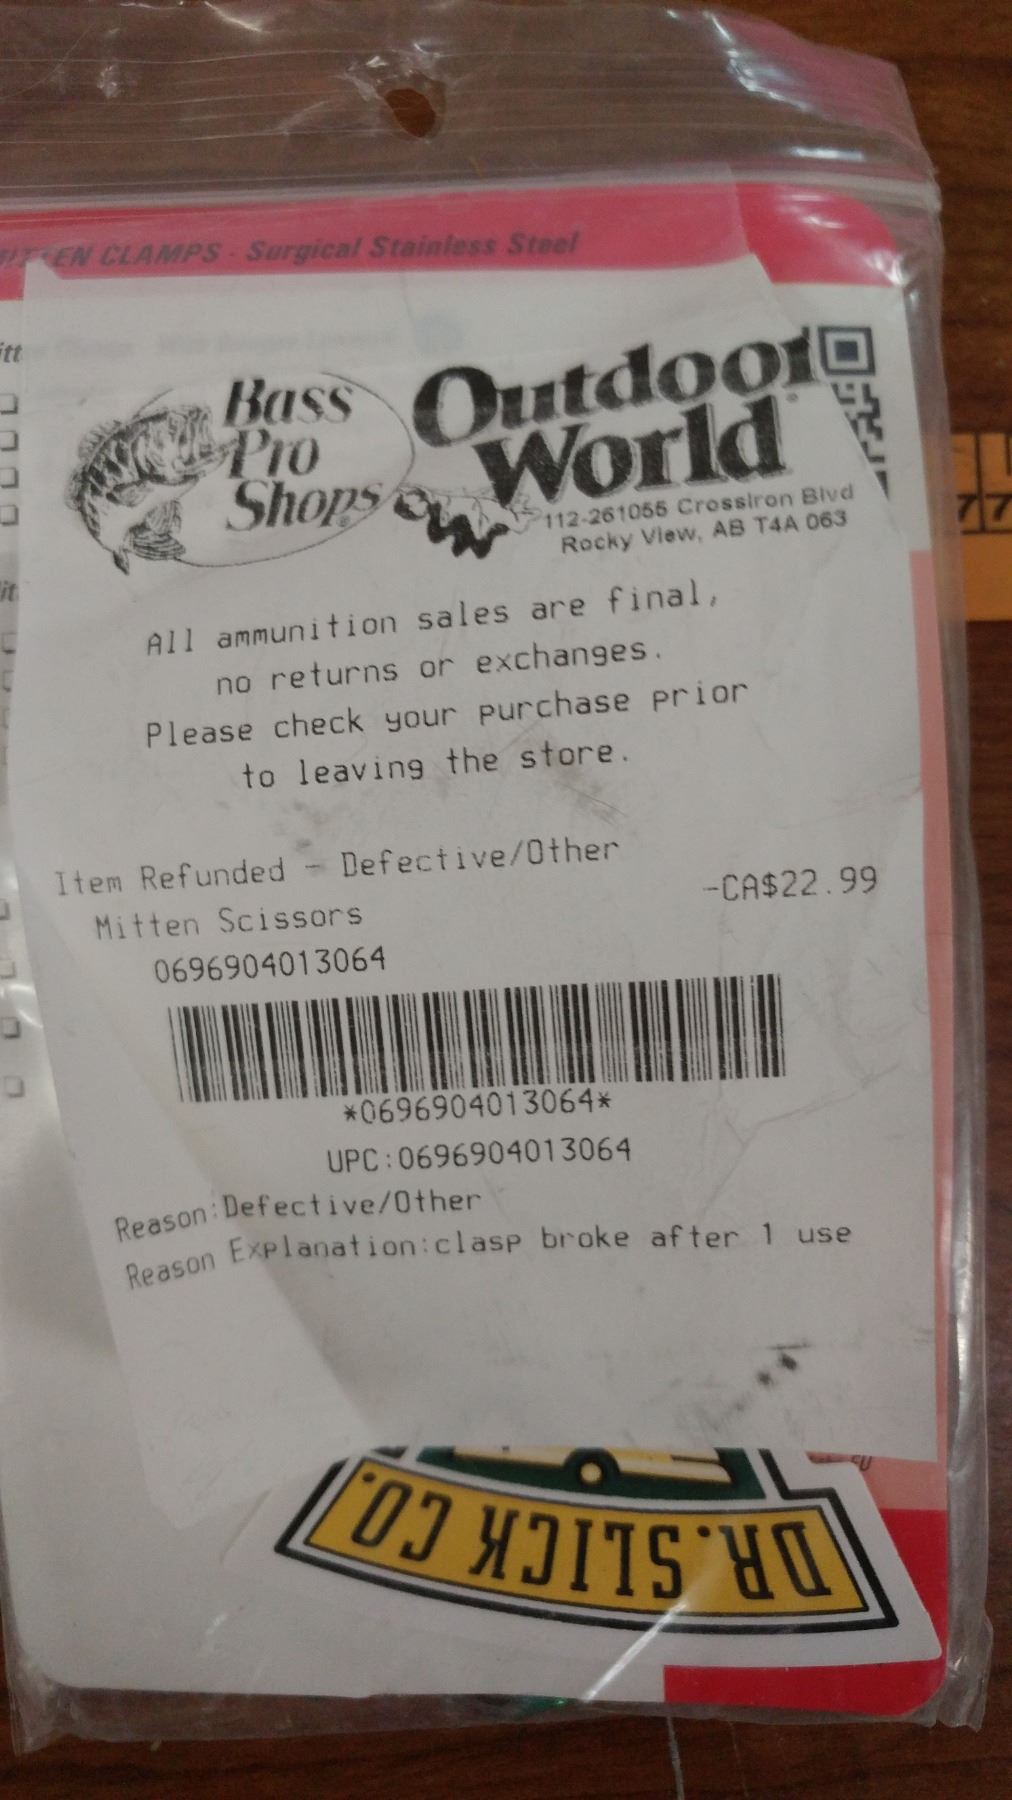 MITTEN CLAMPS - Surgical Stainless Steel
Bass
Pro
Shops
Outdoor
World
112-261055 CrossIron Blvd
Rocky View, AB T4A 0G3
All ammunition sales are final,
no returns or exchanges.
Please check your purchase prior
to leaving the store.
Item Refunded - Defective/Other
Mitten Scissors -CA$22.99
0696904013064
*0696904013064*
UPC:0696904013064
Reason:Defective/Other
Reason Explanation:clasp broke after 1 use
DR. SLICK CO.